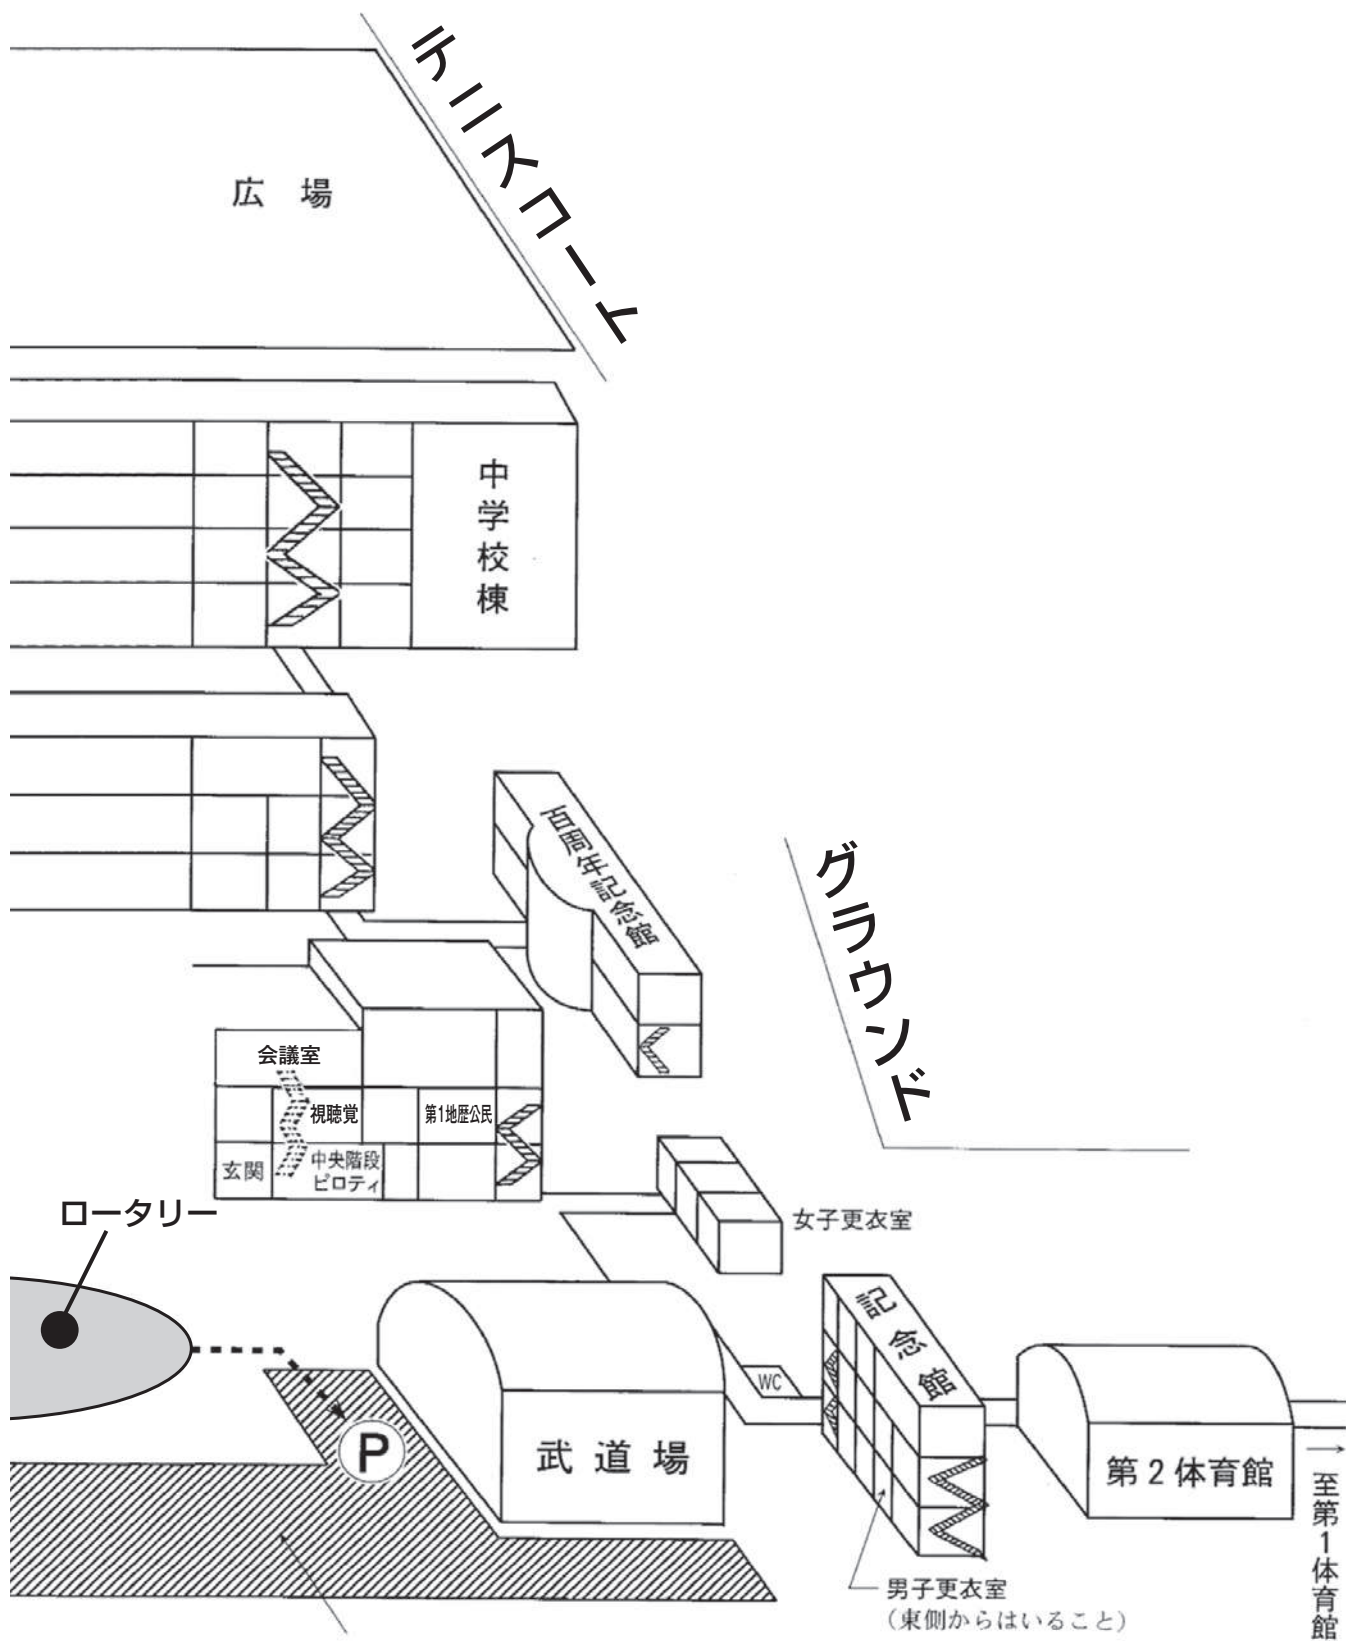 テニスコート
広場
中学校棟
百周年記念館
グラウンド
会議室
視聴覚
第1地歴公民
玄関
中央階段
ピロティ
ロータリー
女子更衣室
記念館
WC
P
武道場
第2体育館
→
至第1体育館
男子更衣室
（東側からはいること）